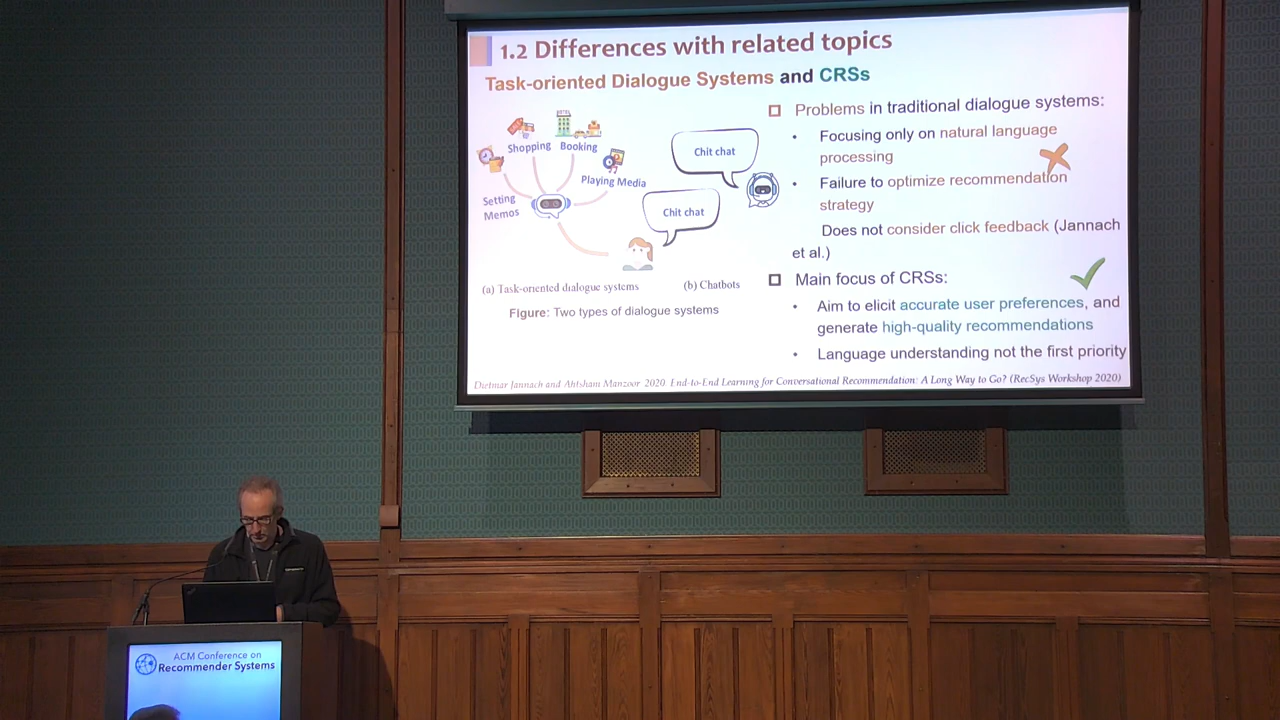 1.2 Differences with related topics
Task-oriented Dialogue Systems and CRSs
Shopping
Booking
Playing Media
Setting
Memos
Chit chat
Chit chat
(a) Task-oriented dialogue systems
(b) Chatbots
Figure: Two types of dialogue systems
Problems in traditional dialogue systems:
• Focusing only on natural language
processing
• Failure to optimize recommendation
strategy
Does not consider click feedback (Jannach
et al.)
Main focus of CRSs:
• Aim to elicit accurate user preferences, and
generate high-quality recommendations
• Language understanding not the first priority
Dietmar Jannach and Ahtsham Manzoor 2020. End-to-End Learning for Conversational Recommendation: A Long Way to Go? (RecSys Workshop 2020)
ACM Conference on
Recommender Systems